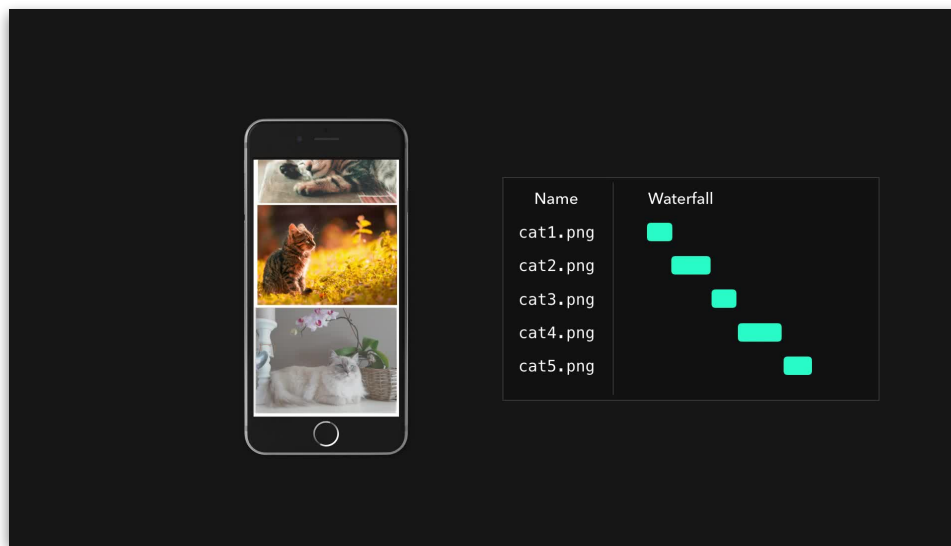 Name Waterfall
cat1.png
cat2.png
cat3.png
cat4.png
cat5.png